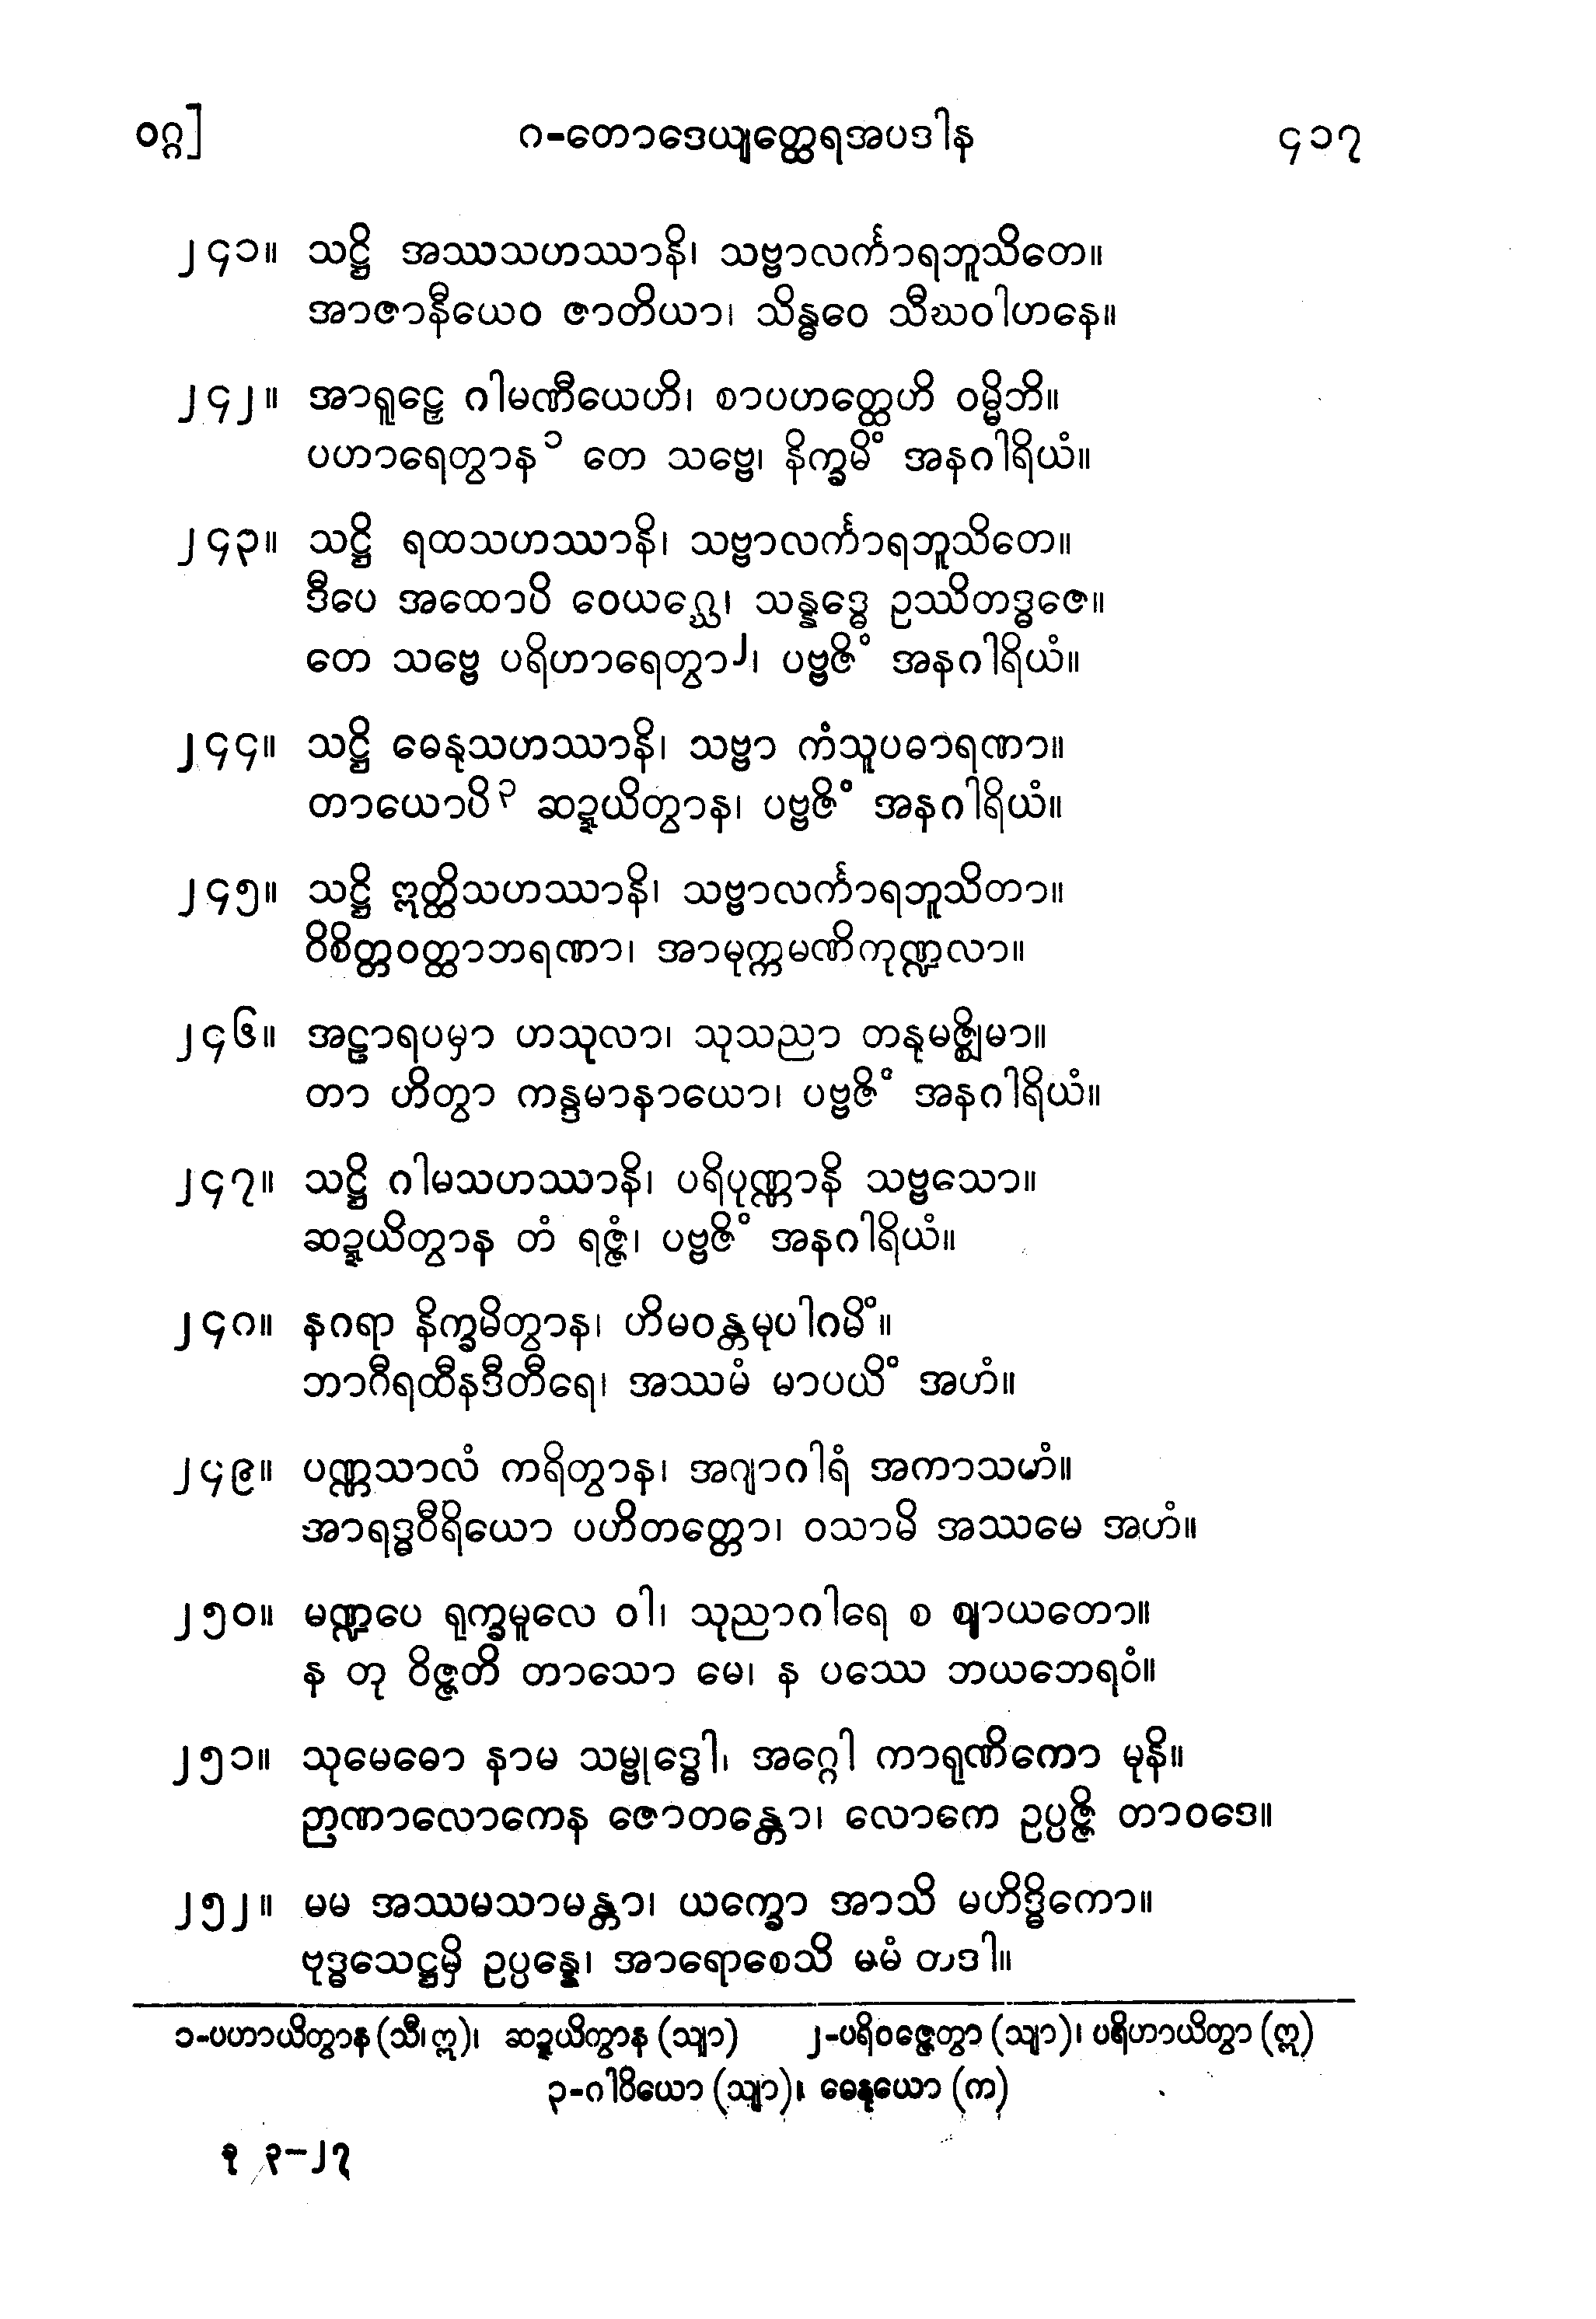 ဝဂ္ဂ]
ဂ-တောဒေယျတ္ထေရအပဒါန
၄၁၇
၂၄၁။ သဋ္ဌိ အဿသဟဿာနိ၊ သဗ္ဗာလင်္ကာရဘူသိတေ။
အာဇာနီယေဝ ဇာတိယာ၊ သိန္ဓဝေ သီဃဝါဟနေ။
၂၄၂။ အာရူဠှေ ဂါမဏီယေဟိ၊ စာပဟတ္ထေဟိ ဝမ္မိဘိ။
ပဟာရေတွာန၁ တေ သဗ္ဗေ၊ နိက္ခမိံ အနဂါရိယံ။
၂၄၃။ သဋ္ဌိ ရထသဟဿာနိ၊ သဗ္ဗာလင်္ကာရဘူသိတေ။
ဒီပေ အထောပိ ဝေယဂ္ဃေ၊ သန္နဒ္ဓေ ဥဿိတဒ္ဓဇေ။
တေ သဗ္ဗေ ပရိဟာရေတွာ၂၊ ပဗ္ဗဇိံ အနဂါရိယံ။
၂၄၄။ သဋ္ဌိ ဓေနုသဟဿာနိ၊ သဗ္ဗာ ကံသူပဓာရဏာ။
တာယောပိ၃ ဆဍ္ဍယိတွာန၊ ပဗ္ဗဇိံ အနဂါရိယံ။
၂၄၅။ သဋ္ဌိ ဣတ္ထိသဟဿာနိ၊ သဗ္ဗာလင်္ကာရဘူသိတာ။
ဝိစိတ္တဝတ္ထာဘရဏာ၊ အာမုက္ကမဏိကုဏ္ဍလာ။
၂၄၆။ အဠာရပမှာ ဟသုလာ၊ သုသညာ တနုမဇ္ဈိမာ။
တာ ဟိတွာ ကန္ဒမာနာယော၊ ပဗ္ဗဇိံ အနဂါရိယံ။
၂၄၇။ သဋ္ဌိ ဂါမသဟဿာနိ၊ ပရိပုဏ္ဏာနိ သဗ္ဗသော။
ဆဍ္ဍယိတွာန တံ ရဇ္ဇံ၊ ပဗ္ဗဇိံ အနဂါရိယံ။
၂၄၈။ နဂရာ နိက္ခမိတွာန၊ ဟိမဝန္တမုပါဂမိံ။
ဘာဂီရထီနဒီတီရေ၊ အဿမံ မာပယိံ အဟံ။
၂၄၉။ ပဏ္ဏသာလံ ကရိတွာန၊ အဂျာဂါရံ အကာသဟံ။
အာရဒ္ဓဝီရိယော ပဟိတတ္တော၊ ဝသာမိ အဿမေ အဟံ။
၂၅၀။ မဏ္ဍပေ ရုက္ခမူလေ ဝါ၊ သုညာဂါရေ စ ဈာယတော။
န တု ဝိဇ္ဇတိ တာသော မေ၊ န ပဿေ ဘယဘေရဝံ။
၂၅၁။ သုမေဓော နာမ သမ္ဗုဒ္ဓေါ၊ အဂ္ဂေါ ကာရုဏိကော မုနိ။
ဉာဏာလောကေန ဇောတန္တော၊ လောကေ ဥပ္ပဇ္ဇိ တာဝဒေ။
၂၅၂။ မမ အဿမသာမန္တာ၊ ယက္ခော အာသိ မဟိဒ္ဓိကော။
ဗုဒ္ဓသေဋ္ဌမှိ ဥပ္ပန္နေ၊ အာရောစေသိ မမံ တဒါ။
၁-ပဟာယိတွာန (သီ၊ဣ)၊ ဆဍ္ဍယိတွာန (သျာ) ၂-ပရိဝဇ္ဇေတွာ (သျာ)၊ ပရိဟာယိတွာ (ဣ)
၃-ဂါဝိယော (သျာ)၊ ဓေနုယော (က)
ခု ၃-၂၇